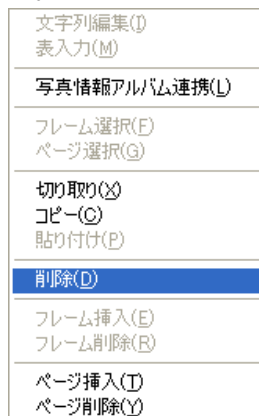 文字列編集(I)
表入力(M)
写真情報アルバム連携(L)
フレーム選択(F)
ページ選択(G)
切り取り(X)
コピー(C)
貼り付け(P)
削除(D)
フレーム挿入(E)
フレーム削除(R)
ページ挿入(T)
ページ削除(Y)